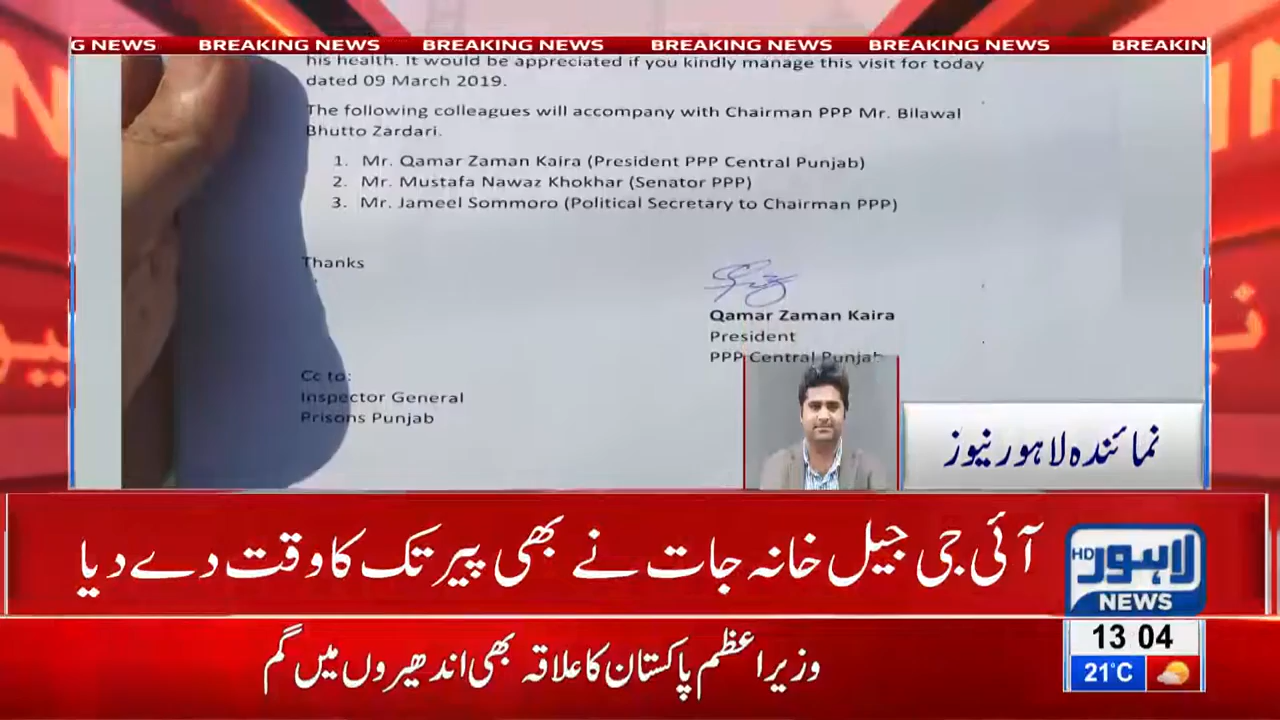 G NEWS BREAKING NEWS BREAKING NEWS BREAKING NEWS BREAKING NEWS BREAKIN
his health. It would be appreciated if you kindly manage this visit for today
dated 09 March 2019.
The following colleagues will accompany with Chairman PPP Mr. Bilawal
Bhutto Zardari.
1. Mr. Qamar Zaman Kaira (President PPP Central Punjab)
2. Mr. Mustafa Nawaz Khokhar (Senator PPP)
3. Mr. Jameel Sommoro (Political Secretary to Chairman PPP)
Thanks
Qamar Zaman Kaira
President
PPP Central Punjab
Cc to:
Inspector General
Prisons Punjab
نمائندہ لاہور نیوز
آئی جی جیل خانہ جات نے بھی پیر تک کا وقت دے دیا
لاہور HD
NEWS
وزیراعظم پاکستان کا علاقہ بھی اندھیروں میں گم
13 04
21°C